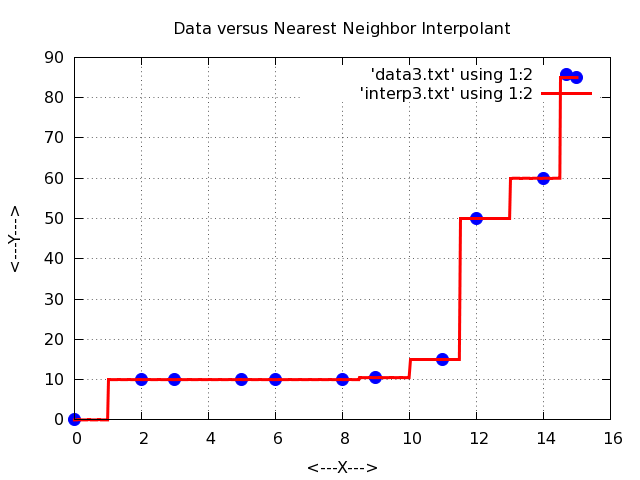 Data versus Nearest Neighbor Interpolant
90
80
70
60
50
40
30
20
10
0
<---Y--->
'data3.txt' using 1:2
'interp3.txt' using 1:2
0 2 4 6 8 10 12 14 16
<---X--->